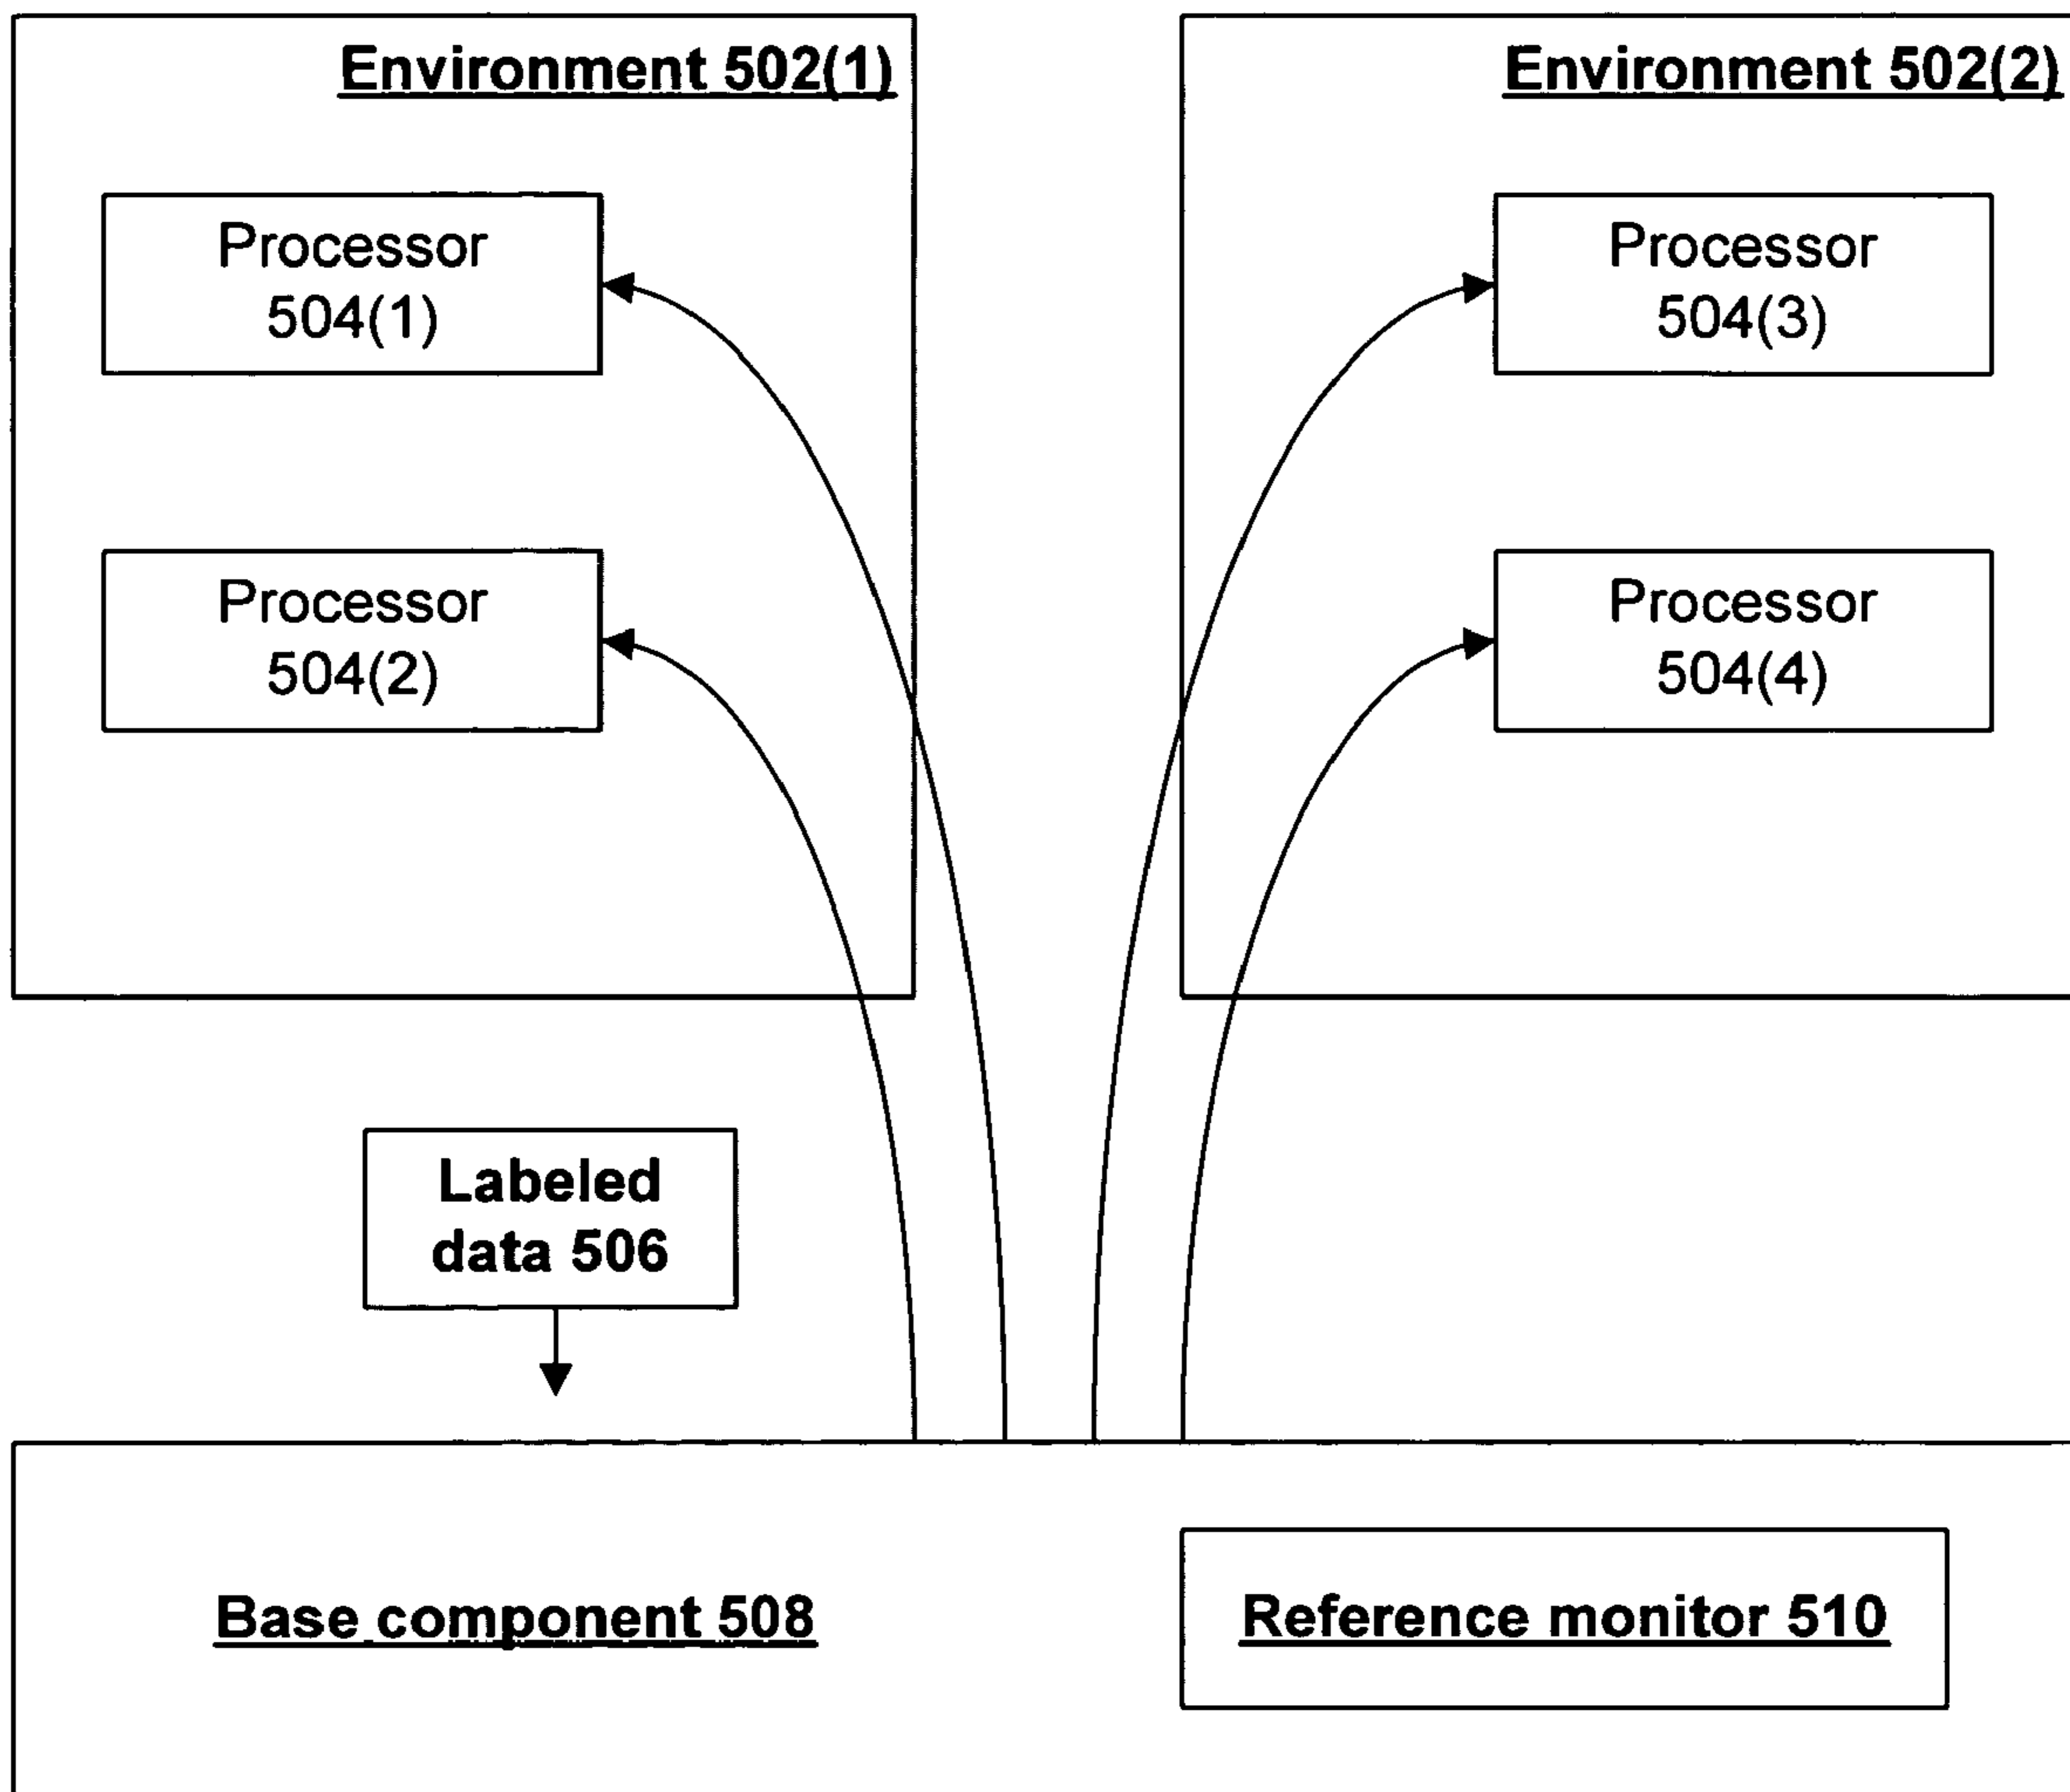 Environment 502(1)
Environment 502(2)
Processor
504(1)
Processor
504(3)
Processor
504(2)
Processor
504(4)
Labeled
data 506
Base component 508
Reference monitor 510